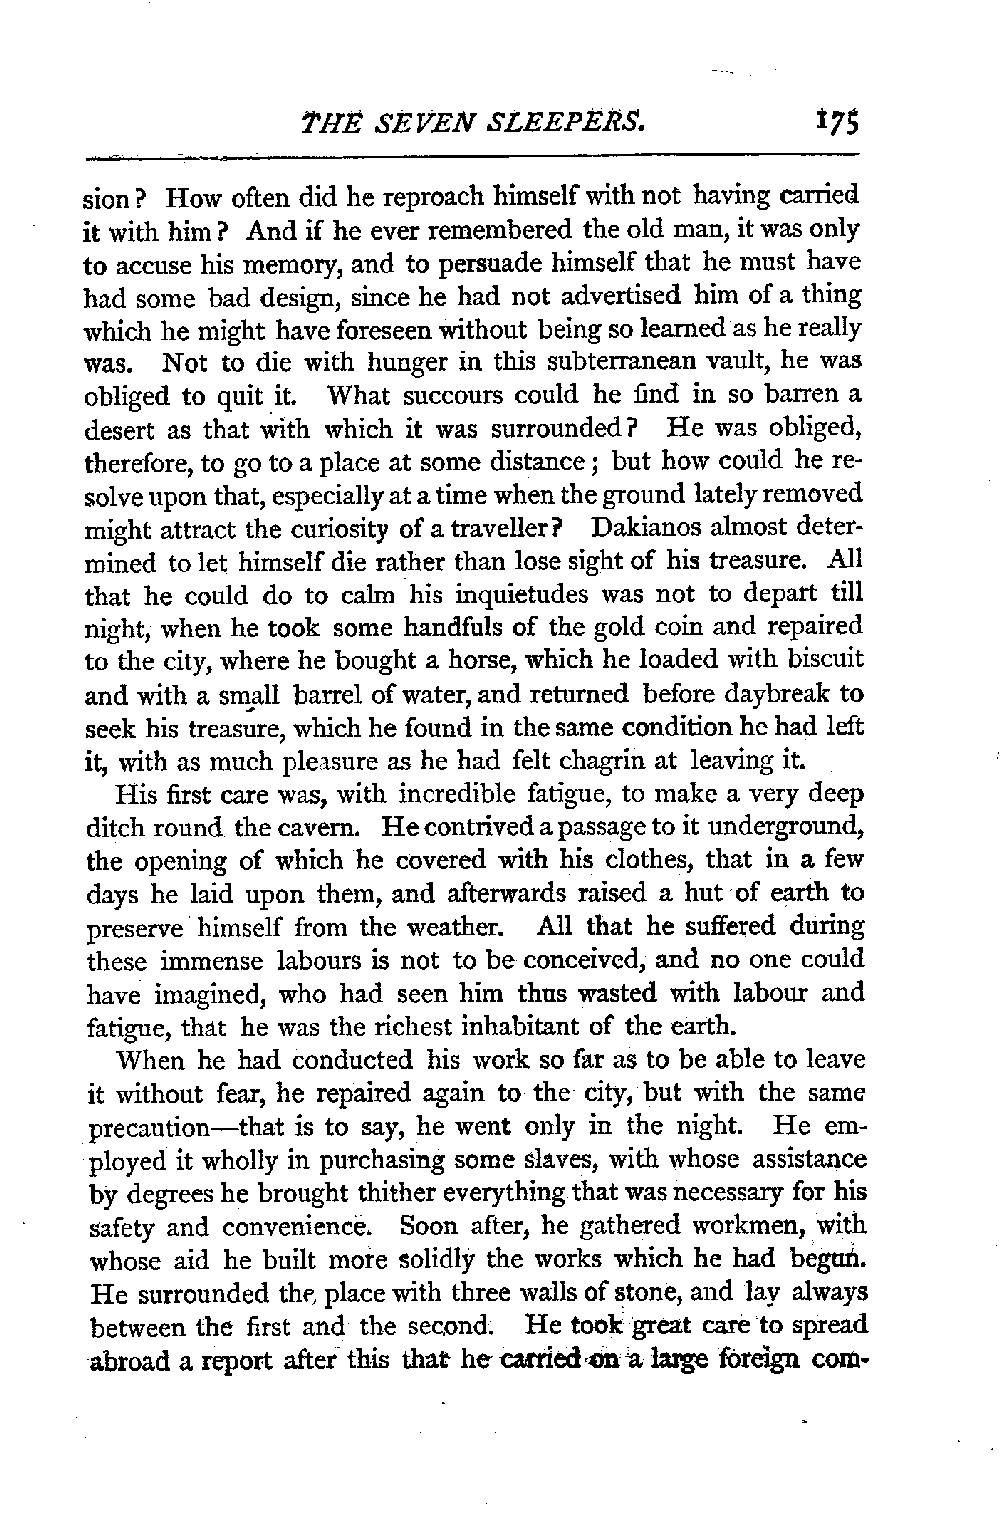 THE SEVEN SLEEPERS. 175
sion? How often did he reproach himself with not having carried
it with him? And if he ever remembered the old man, it was only
to accuse his memory, and to persuade himself that he must have
had some bad design, since he had not advertised him of a thing
which he might have foreseen without being so learned as he really
was. Not to die with hunger in this subterranean vault, he was
obliged to quit it. What succours could he find in so barren a
desert as that with which it was surrounded? He was obliged,
therefore, to go to a place at some distance; but how could he re-
solve upon that, especially at a time when the ground lately removed
might attract the curiosity of a traveller? Dakianos almost deter-
mined to let himself die rather than lose sight of his treasure. All
that he could do to calm his inquietudes was not to depart till
night, when he took some handfuls of the gold coin and repaired
to the city, where he bought a horse, which he loaded with biscuit
and with a small barrel of water, and returned before daybreak to
seek his treasure, which he found in the same condition he had left
it, with as much pleasure as he had felt chagrin at leaving it.
His first care was, with incredible fatigue, to make a very deep
ditch round the cavern. He contrived a passage to it underground,
the opening of which he covered with his clothes, that in a few
days he laid upon them, and afterwards raised a hut of earth to
preserve himself from the weather. All that he suffered during
these immense labours is not to be conceived, and no one could
have imagined, who had seen him thus wasted with labour and
fatigue, that he was the richest inhabitant of the earth.
When he had conducted his work so far as to be able to leave
it without fear, he repaired again to the city, but with the same
precaution—that is to say, he went only in the night. He em-
ployed it wholly in purchasing some slaves, with whose assistance
by degrees he brought thither everything that was necessary for his
safety and convenience. Soon after, he gathered workmen, with
whose aid he built more solidly the works which he had begun.
He surrounded the place with three walls of stone, and lay always
between the first and the second. He took great care to spread
abroad a report after this that he carried on a large foreign com-